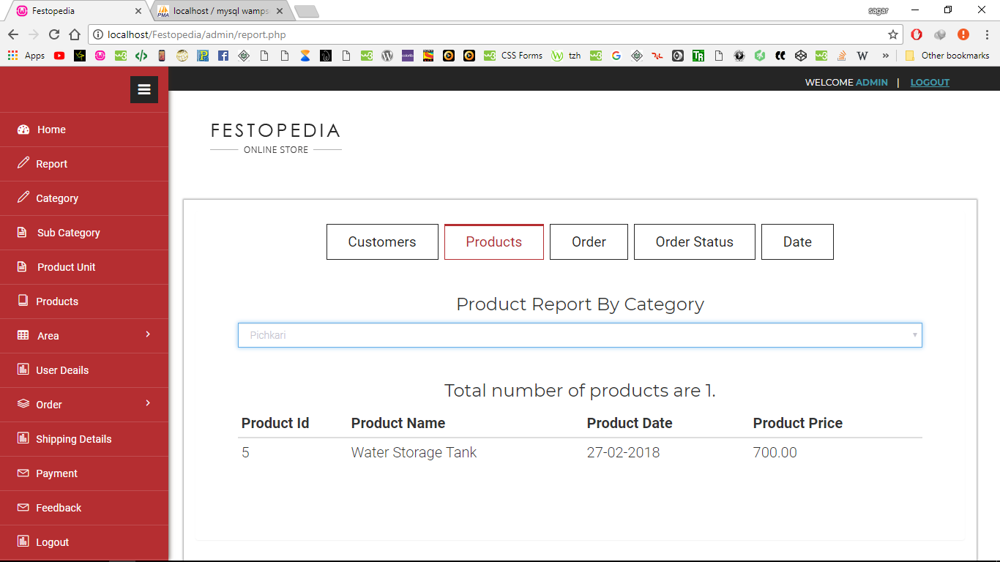 Festopedia
localhost / mysql wamps
sagar
localhost/Festopedia/admin/report.php
Apps
CSS Forms
tzh
Other bookmarks
WELCOME ADMIN | LOGOUT
Home
Report
Category
Sub Category
Product Unit
Products
Area
User Deails
Order
Shipping Details
Payment
Feedback
Logout
FESTOPEDIA
ONLINE STORE
Customers Products Order Order Status Date
Product Report By Category
Pichkari
Total number of products are 1.
Product Id Product Name Product Date Product Price
5 Water Storage Tank 27-02-2018 700.00